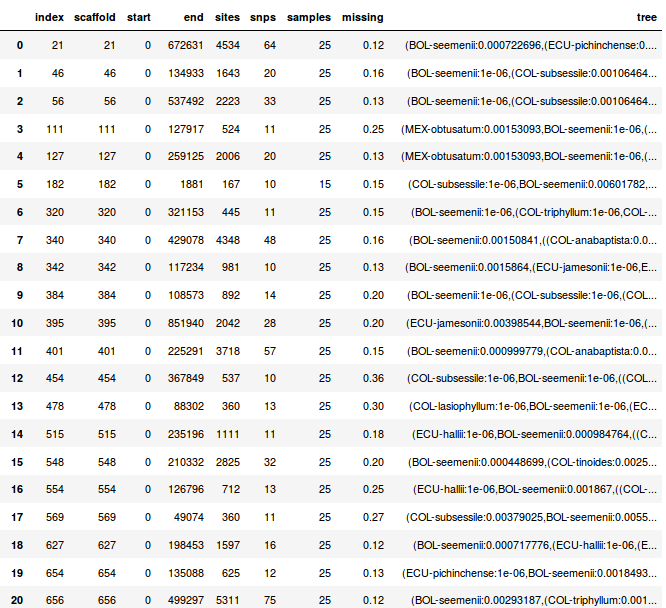 index scaffold start end sites snps samples missing tree
0 21 21 0 672631 4534 64 25 0.12 (BOL-seemenii:0.000722696,(ECU-pichinchense:0....
1 46 46 0 134933 1643 20 25 0.16 (BOL-seemenii:1e-06,(COL-subsessile:0.00106464...
2 56 56 0 537492 2223 33 25 0.13 (BOL-seemenii:1e-06,(COL-subsessile:0.00106464...
3 111 111 0 127917 524 11 25 0.25 (MEX-obtusatum:0.00153093,BOL-seemenii:1e-06,(...
4 127 127 0 259125 2006 20 25 0.13 (MEX-obtusatum:0.00153093,BOL-seemenii:1e-06,(...
5 182 182 0 1881 167 10 15 0.15 (COL-subsessile:1e-06,BOL-seemenii:0.00601782,...
6 320 320 0 321153 445 11 25 0.15 (BOL-seemenii:1e-06,(COL-triphyllum:1e-06,COL-...
7 340 340 0 429078 4348 48 25 0.16 (BOL-seemenii:0.00150841,((COL-anabaptista:0.0...
8 342 342 0 117234 981 10 25 0.13 (BOL-seemenii:0.0015864,(ECU-jamesonii:1e-06,E...
9 384 384 0 108573 892 14 25 0.20 (BOL-seemenii:1e-06,(COL-subsessile:1e-06,(COL...
10 395 395 0 851940 2042 28 25 0.20 (ECU-jamesonii:0.00398544,BOL-seemenii:1e-06,(...
11 401 401 0 225291 3718 57 25 0.15 (BOL-seemenii:0.000999779,(COL-anabaptista:0.0...
12 454 454 0 367849 537 10 25 0.36 (COL-subsessile:1e-06,BOL-seemenii:1e-06,((COL...
13 478 478 0 88302 360 13 25 0.30 (COL-lasiophyllum:1e-06,BOL-seemenii:1e-06,(EC...
14 515 515 0 235196 1111 11 25 0.18 (ECU-hallii:1e-06,BOL-seemenii:0.000984764,((C...
15 548 548 0 210332 2825 32 25 0.20 (BOL-seemenii:0.000448699,(COL-tinoides:0.0025...
16 554 554 0 126796 712 13 25 0.25 (ECU-hallii:1e-06,BOL-seemenii:0.001867,((COL-...
17 569 569 0 49074 360 11 25 0.27 (COL-subsessile:0.00379025,BOL-seemenii:0.0055...
18 627 627 0 198453 1597 16 25 0.12 (BOL-seemenii:0.000717776,(ECU-hallii:1e-06,(E...
19 654 654 0 135088 625 12 25 0.13 (ECU-pichinchense:1e-06,BOL-seemenii:0.0018493...
20 656 656 0 499297 5311 75 25 0.12 (BOL-seemenii:0.00293187,(COL-triphyllum:0.001...